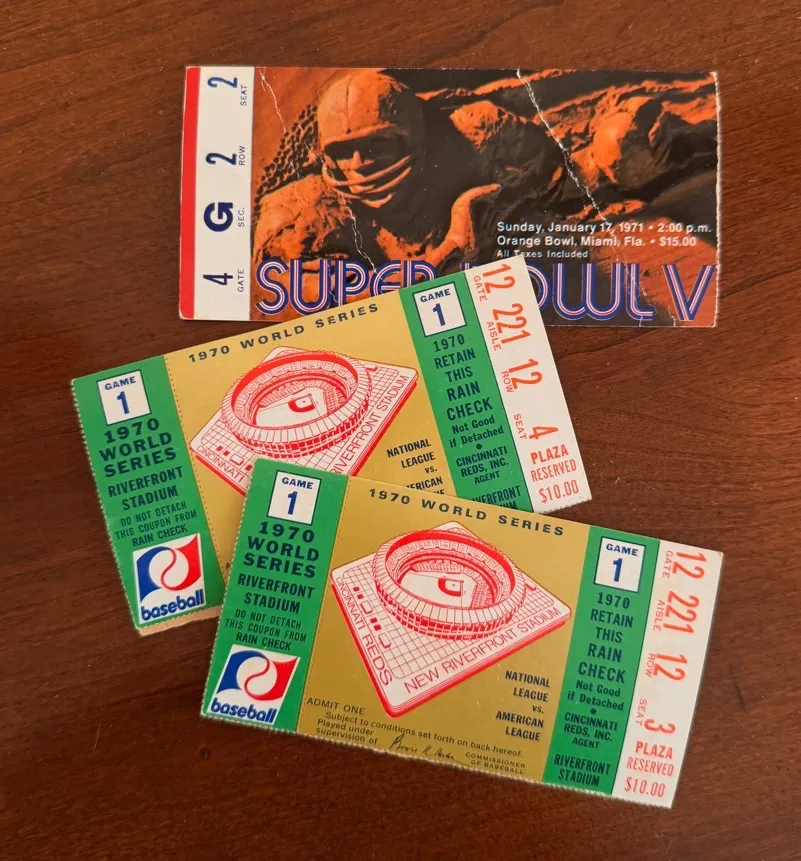 2 SEAT
2 ROW
G SEC.
4 GATE
Sunday, January 17, 1971 • 2:00 p.m.
Orange Bowl, Miami, Fla. • $15.00
All Taxes Included
SUPER BOWL V
GAME
1
1970
WORLD
SERIES
RIVERFRONT
STADIUM
DO NOT DETACH
THIS COUPON FROM
RAIN CHECK
baseball
1970 WORLD SERIES
CINCINNATI
RIVERFRONT STADIUM
NATIONAL
LEAGUE
vs.
GAME
1
1970
RETAIN
THIS
RAIN
CHECK
Not Good
if Detached
•
CINCINNATI
REDS, INC.
AGENT
12 GATE
221 AISLE
12 ROW
4 SEAT
PLAZA
RESERVED
$10.00
GAME
1
1970
WORLD
SERIES
RIVERFRONT
STADIUM
DO NOT DETACH
THIS COUPON FROM
RAIN CHECK
baseball
1970 WORLD SERIES
CINCINNATI REDS
NEW RIVERFRONT STADIUM
NATIONAL
LEAGUE
vs.
AMERICAN
LEAGUE
ADMIT ONE
Subject to conditions set forth on back hereof.
Played under
supervision of
COMMISSIONER
OF BASEBALL
GAME
1
1970
RETAIN
THIS
RAIN
CHECK
Not Good
if Detached
•
CINCINNATI
REDS, INC.
AGENT
RIVERFRONT
STADIUM
12 GATE
221 AISLE
12 ROW
3 SEAT
PLAZA
RESERVED
$10.00